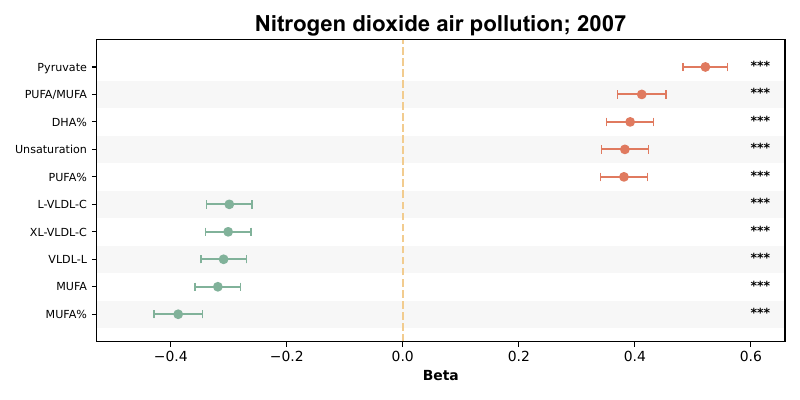 Nitrogen dioxide air pollution; 2007
Pyruvate ***
PUFA/MUFA ***
DHA% ***
Unsaturation ***
PUFA% ***
L-VLDL-C ***
XL-VLDL-C ***
VLDL-L ***
MUFA ***
MUFA% ***
−0.4 −0.2 0.0 0.2 0.4 0.6
Beta